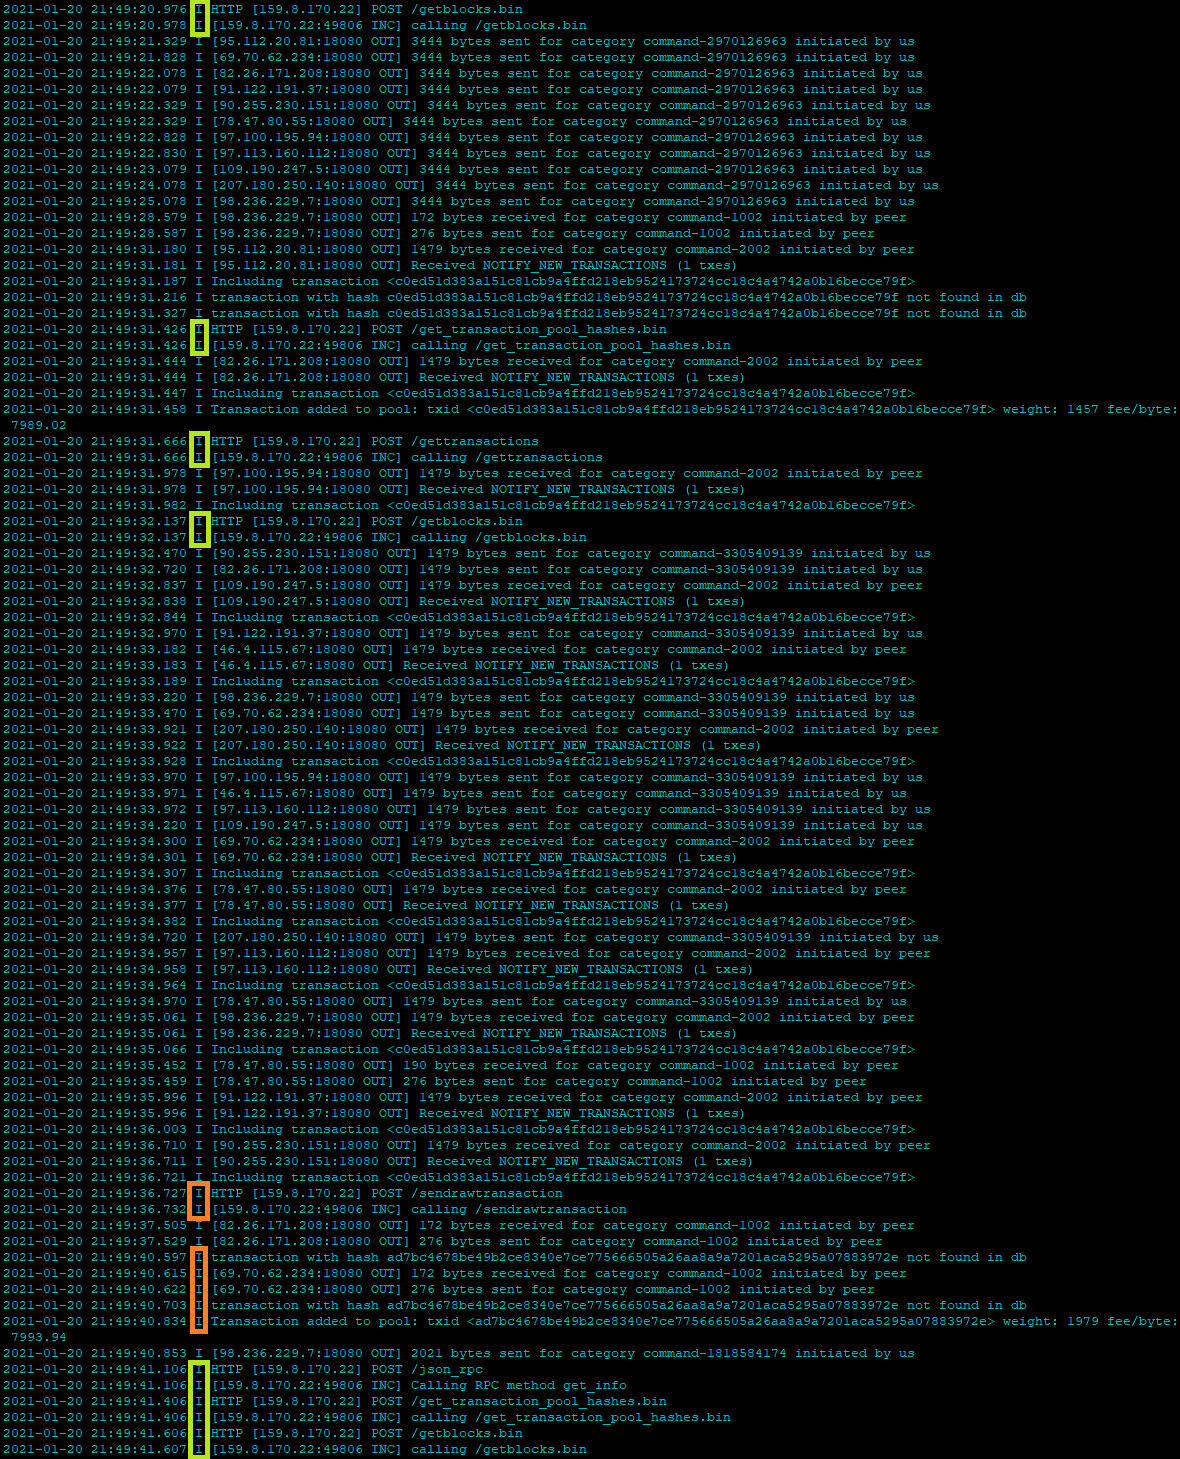 2021-01-20 21:49:20.976 I HTTP [159.8.170.22] POST /getblocks.bin
2021-01-20 21:49:20.978 I [159.8.170.22:49806 INC] calling /getblocks.bin
2021-01-20 21:49:21.329 I [95.112.20.81:18080 OUT] 3444 bytes sent for category command-2970126963 initiated by us
2021-01-20 21:49:21.828 I [69.70.62.234:18080 OUT] 3444 bytes sent for category command-2970126963 initiated by us
2021-01-20 21:49:22.078 I [82.26.171.208:18080 OUT] 3444 bytes sent for category command-2970126963 initiated by us
2021-01-20 21:49:22.079 I [91.122.191.37:18080 OUT] 3444 bytes sent for category command-2970126963 initiated by us
2021-01-20 21:49:22.329 I [90.255.230.151:18080 OUT] 3444 bytes sent for category command-2970126963 initiated by us
2021-01-20 21:49:22.329 I [78.47.80.55:18080 OUT] 3444 bytes sent for category command-2970126963 initiated by us
2021-01-20 21:49:22.828 I [97.100.195.94:18080 OUT] 3444 bytes sent for category command-2970126963 initiated by us
2021-01-20 21:49:22.830 I [97.113.160.112:18080 OUT] 3444 bytes sent for category command-2970126963 initiated by us
2021-01-20 21:49:23.079 I [109.190.247.5:18080 OUT] 3444 bytes sent for category command-2970126963 initiated by us
2021-01-20 21:49:24.078 I [207.180.250.140:18080 OUT] 3444 bytes sent for category command-2970126963 initiated by us
2021-01-20 21:49:25.078 I [98.236.229.7:18080 OUT] 3444 bytes sent for category command-2970126963 initiated by us
2021-01-20 21:49:28.579 I [98.236.229.7:18080 OUT] 172 bytes received for category command-1002 initiated by peer
2021-01-20 21:49:28.587 I [98.236.229.7:18080 OUT] 276 bytes sent for category command-1002 initiated by peer
2021-01-20 21:49:31.180 I [95.112.20.81:18080 OUT] 1479 bytes received for category command-2002 initiated by peer
2021-01-20 21:49:31.181 I [95.112.20.81:18080 OUT] Received NOTIFY_NEW_TRANSACTIONS (1 txes)
2021-01-20 21:49:31.187 I Including transaction <c0ed51d383a151c81cb9a4ffd218eb9524173724cc18c4a4742a0b16becce79f>
2021-01-20 21:49:31.216 I transaction with hash c0ed51d383a151c81cb9a4ffd218eb9524173724cc18c4a4742a0b16becce79f not found in db
2021-01-20 21:49:31.327 I transaction with hash c0ed51d383a151c81cb9a4ffd218eb9524173724cc18c4a4742a0b16becce79f not found in db
2021-01-20 21:49:31.426 I HTTP [159.8.170.22] POST /get_transaction_pool_hashes.bin
2021-01-20 21:49:31.426 I [159.8.170.22:49806 INC] calling /get_transaction_pool_hashes.bin
2021-01-20 21:49:31.444 I [82.26.171.208:18080 OUT] 1479 bytes received for category command-2002 initiated by peer
2021-01-20 21:49:31.444 I [82.26.171.208:18080 OUT] Received NOTIFY_NEW_TRANSACTIONS (1 txes)
2021-01-20 21:49:31.447 I Including transaction <c0ed51d383a151c81cb9a4ffd218eb9524173724cc18c4a4742a0b16becce79f>
2021-01-20 21:49:31.458 I Transaction added to pool: txid <c0ed51d383a151c81cb9a4ffd218eb9524173724cc18c4a4742a0b16becce79f> weight: 1457 fee/byte:
7989.02
2021-01-20 21:49:31.666 I HTTP [159.8.170.22] POST /gettransactions
2021-01-20 21:49:31.666 I [159.8.170.22:49806 INC] calling /gettransactions
2021-01-20 21:49:31.978 I [97.100.195.94:18080 OUT] 1479 bytes received for category command-2002 initiated by peer
2021-01-20 21:49:31.978 I [97.100.195.94:18080 OUT] Received NOTIFY_NEW_TRANSACTIONS (1 txes)
2021-01-20 21:49:31.982 I Including transaction <c0ed51d383a151c81cb9a4ffd218eb9524173724cc18c4a4742a0b16becce79f>
2021-01-20 21:49:32.137 I HTTP [159.8.170.22] POST /getblocks.bin
2021-01-20 21:49:32.137 I [159.8.170.22:49806 INC] calling /getblocks.bin
2021-01-20 21:49:32.470 I [90.255.230.151:18080 OUT] 1479 bytes sent for category command-3305409139 initiated by us
2021-01-20 21:49:32.720 I [82.26.171.208:18080 OUT] 1479 bytes sent for category command-3305409139 initiated by us
2021-01-20 21:49:32.837 I [109.190.247.5:18080 OUT] 1479 bytes received for category command-2002 initiated by peer
2021-01-20 21:49:32.838 I [109.190.247.5:18080 OUT] Received NOTIFY_NEW_TRANSACTIONS (1 txes)
2021-01-20 21:49:32.844 I Including transaction <c0ed51d383a151c81cb9a4ffd218eb9524173724cc18c4a4742a0b16becce79f>
2021-01-20 21:49:32.970 I [91.122.191.37:18080 OUT] 1479 bytes sent for category command-3305409139 initiated by us
2021-01-20 21:49:33.182 I [46.4.115.67:18080 OUT] 1479 bytes received for category command-2002 initiated by peer
2021-01-20 21:49:33.183 I [46.4.115.67:18080 OUT] Received NOTIFY_NEW_TRANSACTIONS (1 txes)
2021-01-20 21:49:33.189 I Including transaction <c0ed51d383a151c81cb9a4ffd218eb9524173724cc18c4a4742a0b16becce79f>
2021-01-20 21:49:33.220 I [98.236.229.7:18080 OUT] 1479 bytes sent for category command-3305409139 initiated by us
2021-01-20 21:49:33.470 I [69.70.62.234:18080 OUT] 1479 bytes sent for category command-3305409139 initiated by us
2021-01-20 21:49:33.921 I [207.180.250.140:18080 OUT] 1479 bytes received for category command-2002 initiated by peer
2021-01-20 21:49:33.922 I [207.180.250.140:18080 OUT] Received NOTIFY_NEW_TRANSACTIONS (1 txes)
2021-01-20 21:49:33.928 I Including transaction <c0ed51d383a151c81cb9a4ffd218eb9524173724cc18c4a4742a0b16becce79f>
2021-01-20 21:49:33.970 I [97.100.195.94:18080 OUT] 1479 bytes sent for category command-3305409139 initiated by us
2021-01-20 21:49:33.971 I [46.4.115.67:18080 OUT] 1479 bytes sent for category command-3305409139 initiated by us
2021-01-20 21:49:33.972 I [97.113.160.112:18080 OUT] 1479 bytes sent for category command-3305409139 initiated by us
2021-01-20 21:49:34.220 I [109.190.247.5:18080 OUT] 1479 bytes sent for category command-3305409139 initiated by us
2021-01-20 21:49:34.300 I [69.70.62.234:18080 OUT] 1479 bytes received for category command-2002 initiated by peer
2021-01-20 21:49:34.301 I [69.70.62.234:18080 OUT] Received NOTIFY_NEW_TRANSACTIONS (1 txes)
2021-01-20 21:49:34.307 I Including transaction <c0ed51d383a151c81cb9a4ffd218eb9524173724cc18c4a4742a0b16becce79f>
2021-01-20 21:49:34.376 I [78.47.80.55:18080 OUT] 1479 bytes received for category command-2002 initiated by peer
2021-01-20 21:49:34.377 I [78.47.80.55:18080 OUT] Received NOTIFY_NEW_TRANSACTIONS (1 txes)
2021-01-20 21:49:34.382 I Including transaction <c0ed51d383a151c81cb9a4ffd218eb9524173724cc18c4a4742a0b16becce79f>
2021-01-20 21:49:34.720 I [207.180.250.140:18080 OUT] 1479 bytes sent for category command-3305409139 initiated by us
2021-01-20 21:49:34.957 I [97.113.160.112:18080 OUT] 1479 bytes received for category command-2002 initiated by peer
2021-01-20 21:49:34.958 I [97.113.160.112:18080 OUT] Received NOTIFY_NEW_TRANSACTIONS (1 txes)
2021-01-20 21:49:34.964 I Including transaction <c0ed51d383a151c81cb9a4ffd218eb9524173724cc18c4a4742a0b16becce79f>
2021-01-20 21:49:34.970 I [78.47.80.55:18080 OUT] 1479 bytes sent for category command-3305409139 initiated by us
2021-01-20 21:49:35.061 I [98.236.229.7:18080 OUT] 1479 bytes received for category command-2002 initiated by peer
2021-01-20 21:49:35.061 I [98.236.229.7:18080 OUT] Received NOTIFY_NEW_TRANSACTIONS (1 txes)
2021-01-20 21:49:35.066 I Including transaction <c0ed51d383a151c81cb9a4ffd218eb9524173724cc18c4a4742a0b16becce79f>
2021-01-20 21:49:35.452 I [78.47.80.55:18080 OUT] 190 bytes received for category command-1002 initiated by peer
2021-01-20 21:49:35.459 I [78.47.80.55:18080 OUT] 276 bytes sent for category command-1002 initiated by peer
2021-01-20 21:49:35.996 I [91.122.191.37:18080 OUT] 1479 bytes received for category command-2002 initiated by peer
2021-01-20 21:49:35.996 I [91.122.191.37:18080 OUT] Received NOTIFY_NEW_TRANSACTIONS (1 txes)
2021-01-20 21:49:36.003 I Including transaction <c0ed51d383a151c81cb9a4ffd218eb9524173724cc18c4a4742a0b16becce79f>
2021-01-20 21:49:36.710 I [90.255.230.151:18080 OUT] 1479 bytes received for category command-2002 initiated by peer
2021-01-20 21:49:36.711 I [90.255.230.151:18080 OUT] Received NOTIFY_NEW_TRANSACTIONS (1 txes)
2021-01-20 21:49:36.721 I Including transaction <c0ed51d383a151c81cb9a4ffd218eb9524173724cc18c4a4742a0b16becce79f>
2021-01-20 21:49:36.727 I HTTP [159.8.170.22] POST /sendrawtransaction
2021-01-20 21:49:36.732 I [159.8.170.22:49806 INC] calling /sendrawtransaction
2021-01-20 21:49:37.505 I [82.26.171.208:18080 OUT] 172 bytes received for category command-1002 initiated by peer
2021-01-20 21:49:37.529 I [82.26.171.208:18080 OUT] 276 bytes sent for category command-1002 initiated by peer
2021-01-20 21:49:40.597 I transaction with hash ad7bc4678be49b2ce8340e7ce775666505a26aa8a9a7201aca5295a07883972e not found in db
2021-01-20 21:49:40.615 I [69.70.62.234:18080 OUT] 172 bytes received for category command-1002 initiated by peer
2021-01-20 21:49:40.622 I [69.70.62.234:18080 OUT] 276 bytes sent for category command-1002 initiated by peer
2021-01-20 21:49:40.703 I transaction with hash ad7bc4678be49b2ce8340e7ce775666505a26aa8a9a7201aca5295a07883972e not found in db
2021-01-20 21:49:40.834 I Transaction added to pool: txid <ad7bc4678be49b2ce8340e7ce775666505a26aa8a9a7201aca5295a07883972e> weight: 1979 fee/byte:
7993.94
2021-01-20 21:49:40.853 I [98.236.229.7:18080 OUT] 2021 bytes sent for category command-1818584174 initiated by us
2021-01-20 21:49:41.106 I HTTP [159.8.170.22] POST /json_rpc
2021-01-20 21:49:41.106 I [159.8.170.22:49806 INC] Calling RPC method get_info
2021-01-20 21:49:41.406 I HTTP [159.8.170.22] POST /get_transaction_pool_hashes.bin
2021-01-20 21:49:41.406 I [159.8.170.22:49806 INC] calling /get_transaction_pool_hashes.bin
2021-01-20 21:49:41.606 I HTTP [159.8.170.22] POST /getblocks.bin
2021-01-20 21:49:41.607 I [159.8.170.22:49806 INC] calling /getblocks.bin